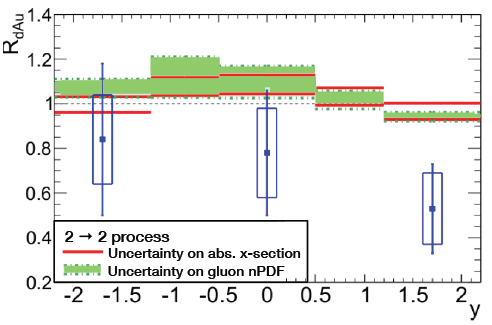 R_dAu
1.4
1.2
1
0.8
0.6
0.4
0.2
2 → 2 process
Uncertainty on abs. x-section
Uncertainty on gluon nPDF
-2 -1.5 -1 -0.5 0 0.5 1 1.5 2
y